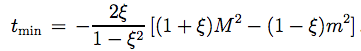 t_min = − 2ξ / (1 − ξ²) [(1 + ξ)M² − (1 − ξ)m²]